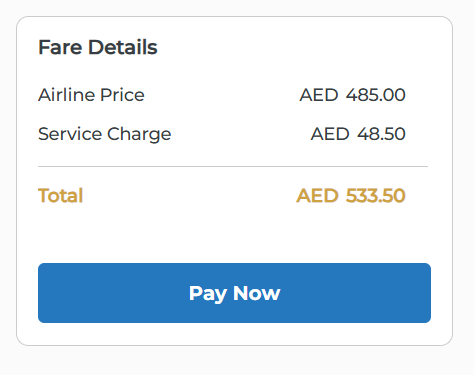 Fare Details
Airline Price AED 485.00
Service Charge AED 48.50
Total AED 533.50
Pay Now